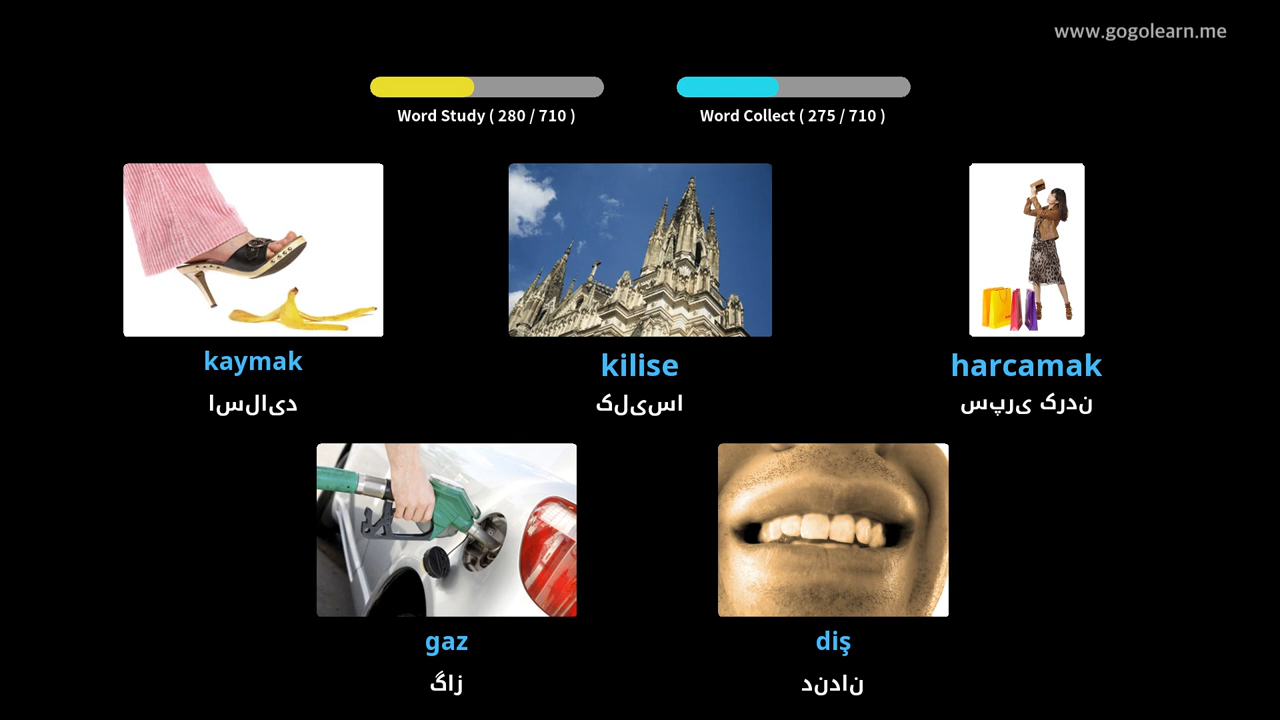 www.gogolearn.me
Word Study ( 280 / 710 )
Word Collect ( 275 / 710 )
kaymak
اسلاید
kilise
کلیسا
harcamak
سپری کردن
gaz
گاز
diş
دندان